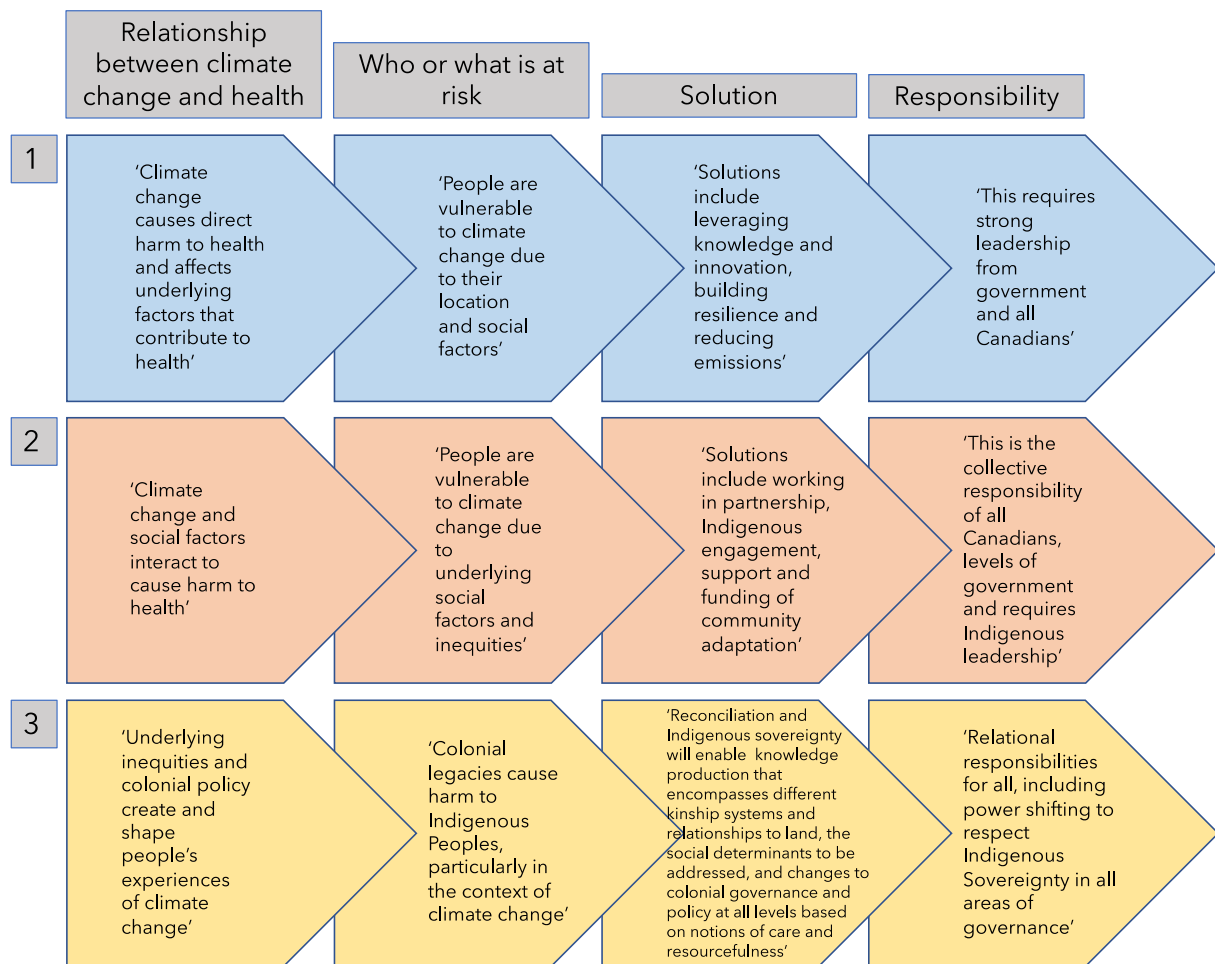 Relationship
between climate
change and health
Who or what is at
risk
Solution
Responsibility
1
‘Climate
change
causes direct
harm to health
and affects
underlying
factors that
contribute to
health’
‘People are
vulnerable
to climate
change due
to their
location
and social
factors’
‘Solutions
include
leveraging
knowledge and
innovation,
building
resilience and
reducing
emissions’
‘This requires
strong
leadership
from
government
and all
Canadians’
2
‘Climate
change and
social factors
interact to
cause harm to
health’
‘People are
vulnerable
to climate
change due
to
underlying
social
factors and
inequities’
‘Solutions
include working
in partnership,
Indigenous
engagement,
support and
funding of
community
adaptation’
‘This is the
collective
responsibility
of all
Canadians,
levels of
government
and requires
Indigenous
leadership’
3
‘Underlying
inequities and
colonial policy
create and
shape
people’s
experiences
of climate
change’
‘Colonial
legacies cause
harm to
Indigenous
Peoples,
particularly in
the context of
climate change’
‘Reconciliation and
Indigenous sovereignty
will enable knowledge
production that
encompasses different
kinship systems and
relationships to land, the
social determinants to be
addressed, and changes to
colonial governance and
policy at all levels based
on notions of care and
resourcefulness’
‘Relational
responsibilities
for all, including
power shifting to
respect
Indigenous
Sovereignty in all
areas of
governance’